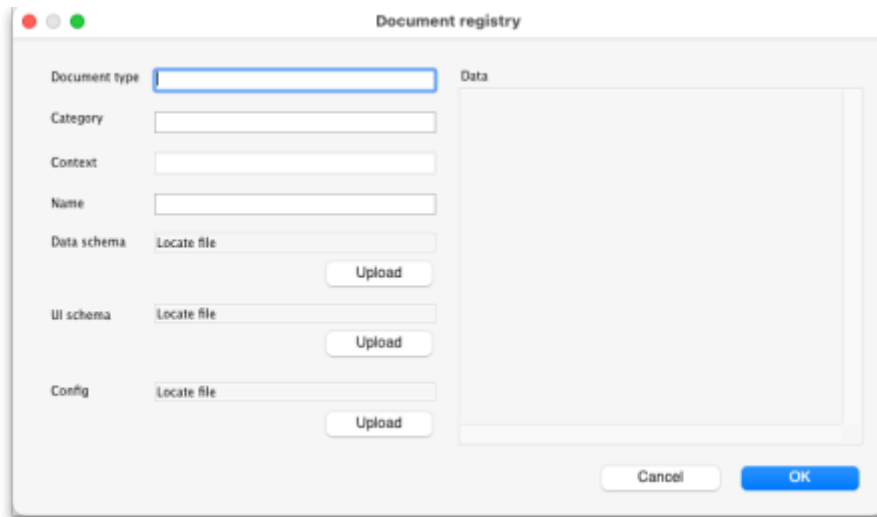 Document registry
Document type
Data
Category
Context
Name
Data schema
Locate file
Upload
UI schema
Locate file
Upload
Config
Locate file
Upload
Cancel
OK